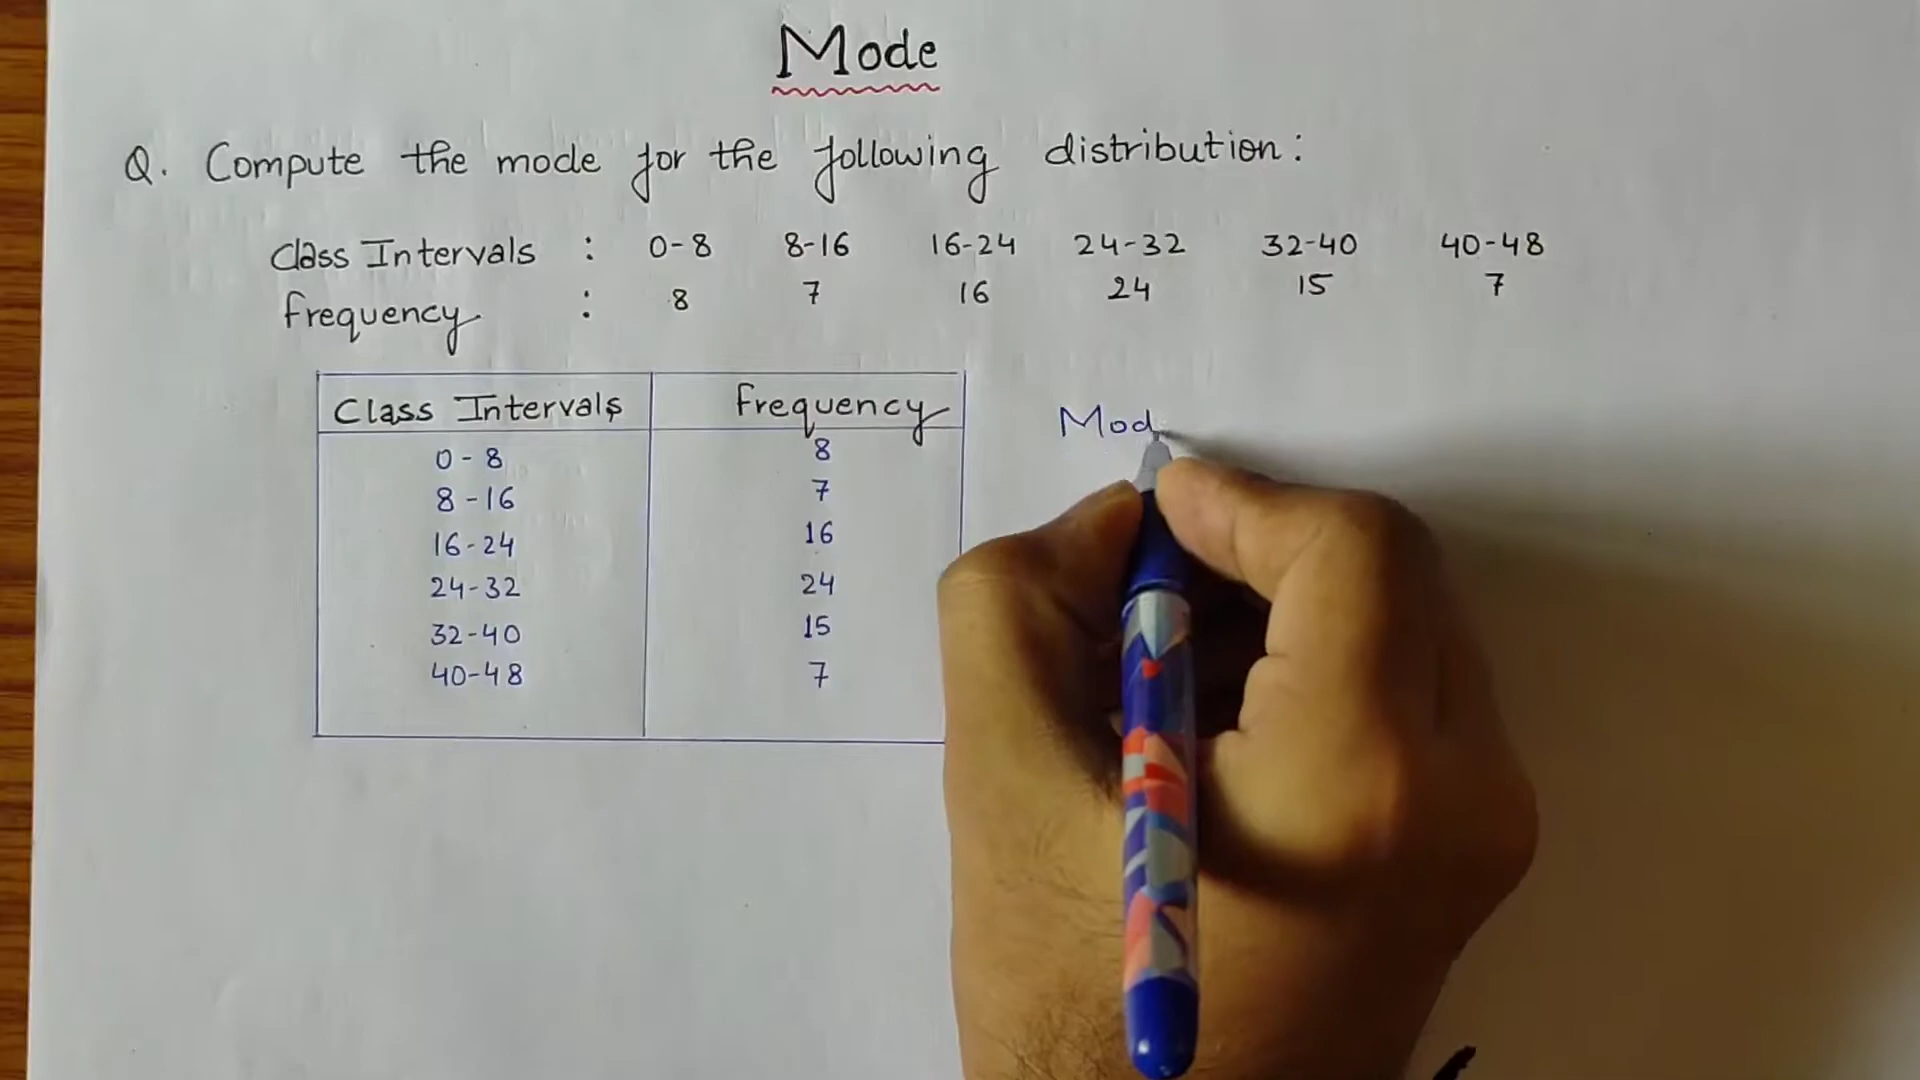 Mode
Q. Compute the mode for the following distribution:
Class Intervals : 0-8 8-16 16-24 24-32 32-40 40-48
frequency : 8 7 16 24 15 7
Class Intervals frequency
0-8 8
8-16 7
16-24 16
24-32 24
32-40 15
40-48 7
Mod